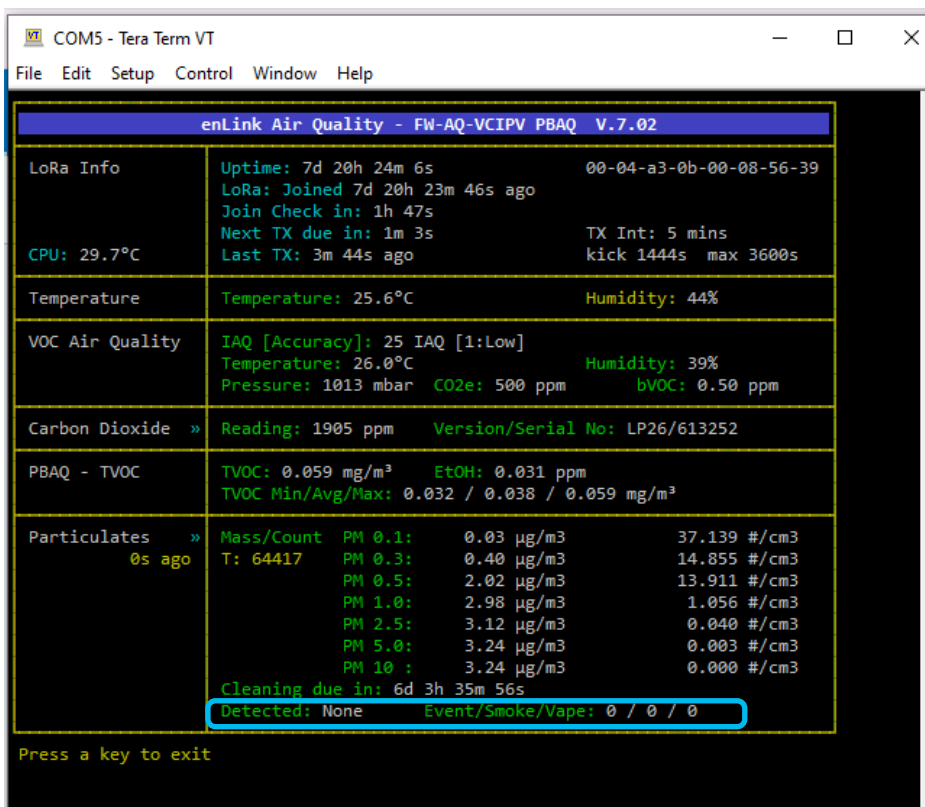 COM5 - Tera Term VT
File Edit Setup Control Window Help
enLink Air Quality - FW-AQ-VCIPV PBAQ V.7.02
LoRa Info Uptime: 7d 20h 24m 6s 00-04-a3-0b-00-08-56-39
LoRa: Joined 7d 20h 23m 46s ago
Join Check in: 1h 47s
Next TX due in: 1m 3s TX Int: 5 mins
CPU: 29.7°C Last TX: 3m 44s ago kick 1444s max 3600s
Temperature Temperature: 25.6°C Humidity: 44%
VOC Air Quality IAQ [Accuracy]: 25 IAQ [1:Low]
Temperature: 26.0°C Humidity: 39%
Pressure: 1013 mbar CO2e: 500 ppm bVOC: 0.50 ppm
Carbon Dioxide » Reading: 1905 ppm Version/Serial No: LP26/613252
PBAQ - TVOC TVOC: 0.059 mg/m³ EtOH: 0.031 ppm
TVOC Min/Avg/Max: 0.032 / 0.038 / 0.059 mg/m³
Particulates » Mass/Count PM 0.1: 0.03 µg/m3 37.139 #/cm3
0s ago T: 64417 PM 0.3: 0.40 µg/m3 14.855 #/cm3
PM 0.5: 2.02 µg/m3 13.911 #/cm3
PM 1.0: 2.98 µg/m3 1.056 #/cm3
PM 2.5: 3.12 µg/m3 0.040 #/cm3
PM 5.0: 3.24 µg/m3 0.003 #/cm3
PM 10 : 3.24 µg/m3 0.000 #/cm3
Cleaning due in: 6d 3h 35m 56s
Detected: None Event/Smoke/Vape: 0 / 0 / 0
Press a key to exit